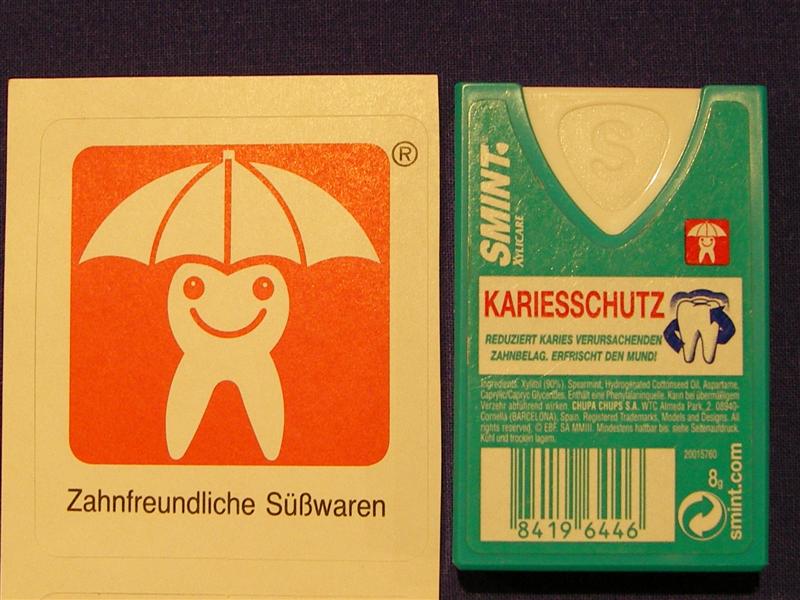 ®
Zahnfreundliche Süßwaren
S
SMINT®
XYLICARE
KARIESSCHUTZ
REDUZIERT KARIES VERURSACHENDEN
ZAHNBELAG. ERFRISCHT DEN MUND!
Ingredients: Xylitol (90%), Spearmint, Hydrogenated Cottonseed Oil, Aspartame,
Caprylic/Capryc Glycerides. Enthält eine Phenylalaninquelle. Kann bei übermäßigem
Verzehr abführend wirken. CHUPA CHUPS S.A. WTC Almeda Park, 2. 08940-
Cornellà (BARCELONA), Spain. Registered Trademarks, Models and Designs. All
rights reserved. © EBF. SA MMIII. Mindestens haltbar bis: siehe Seitenaufdruck.
Kühl und trocken lagern.
20015760
8g
8419 6446
smint.com